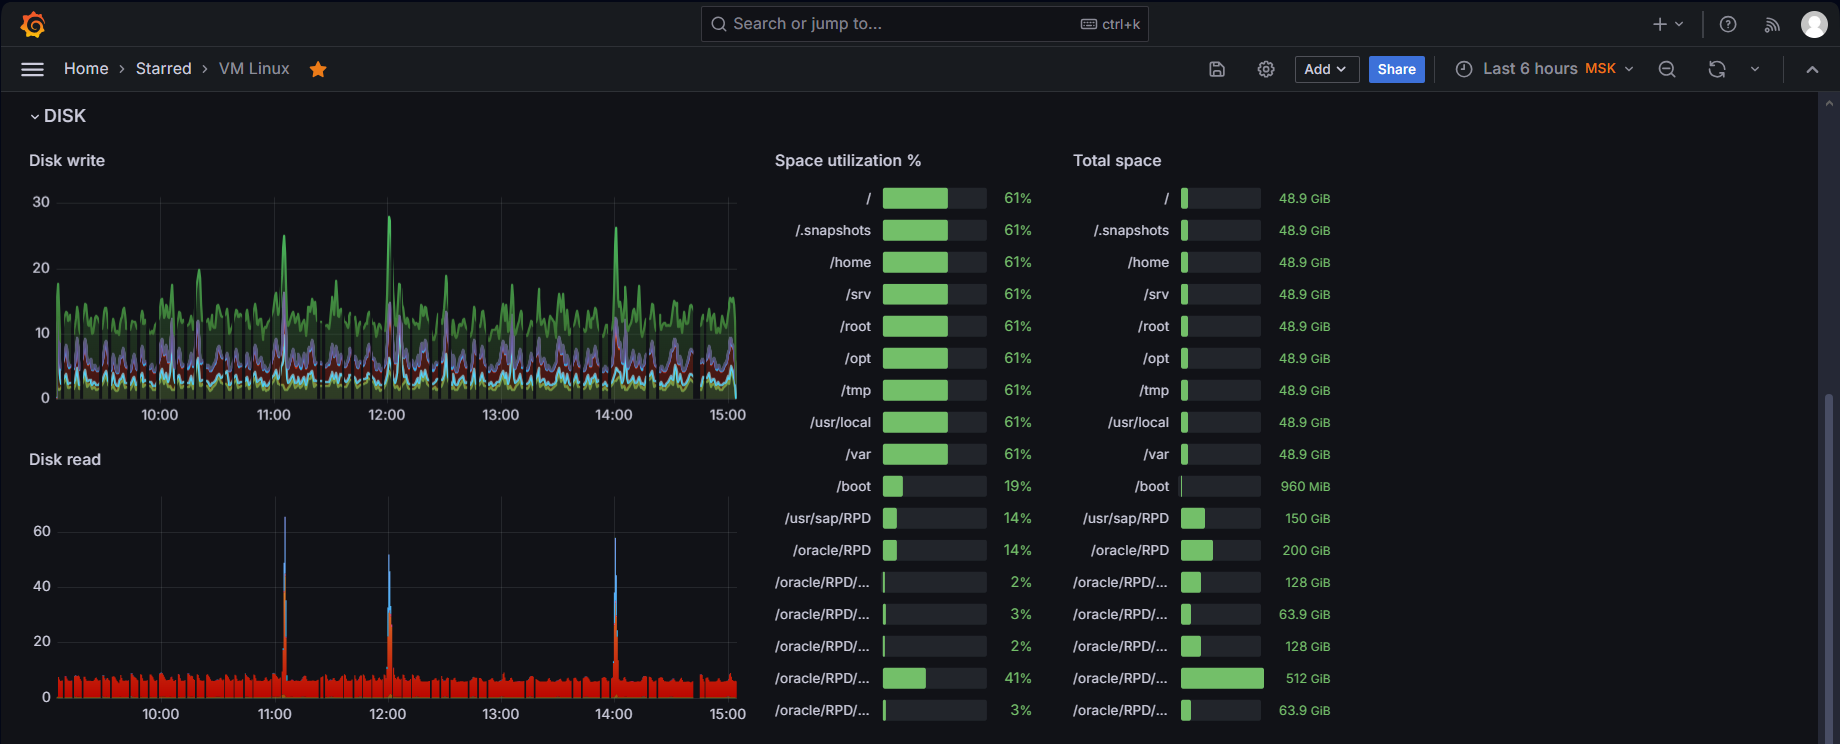 Search or jump to...
ctrl+k
Home › Starred › VM Linux
Add
Share
Last 6 hours MSK
DISK
Disk write
30
20
10
0
10:00 11:00 12:00 13:00 14:00 15:00
Disk read
60
40
20
0
10:00 11:00 12:00 13:00 14:00 15:00
Space utilization %
/ 61%
/.snapshots 61%
/home 61%
/srv 61%
/root 61%
/opt 61%
/tmp 61%
/usr/local 61%
/var 61%
/boot 19%
/usr/sap/RPD 14%
/oracle/RPD 14%
/oracle/RPD/... 2%
/oracle/RPD/... 3%
/oracle/RPD/... 2%
/oracle/RPD/... 41%
/oracle/RPD/... 3%
Total space
/ 48.9 GiB
/.snapshots 48.9 GiB
/home 48.9 GiB
/srv 48.9 GiB
/root 48.9 GiB
/opt 48.9 GiB
/tmp 48.9 GiB
/usr/local 48.9 GiB
/var 48.9 GiB
/boot 960 MiB
/usr/sap/RPD 150 GiB
/oracle/RPD 200 GiB
/oracle/RPD/... 128 GiB
/oracle/RPD/... 63.9 GiB
/oracle/RPD/... 128 GiB
/oracle/RPD/... 512 GiB
/oracle/RPD/... 63.9 GiB